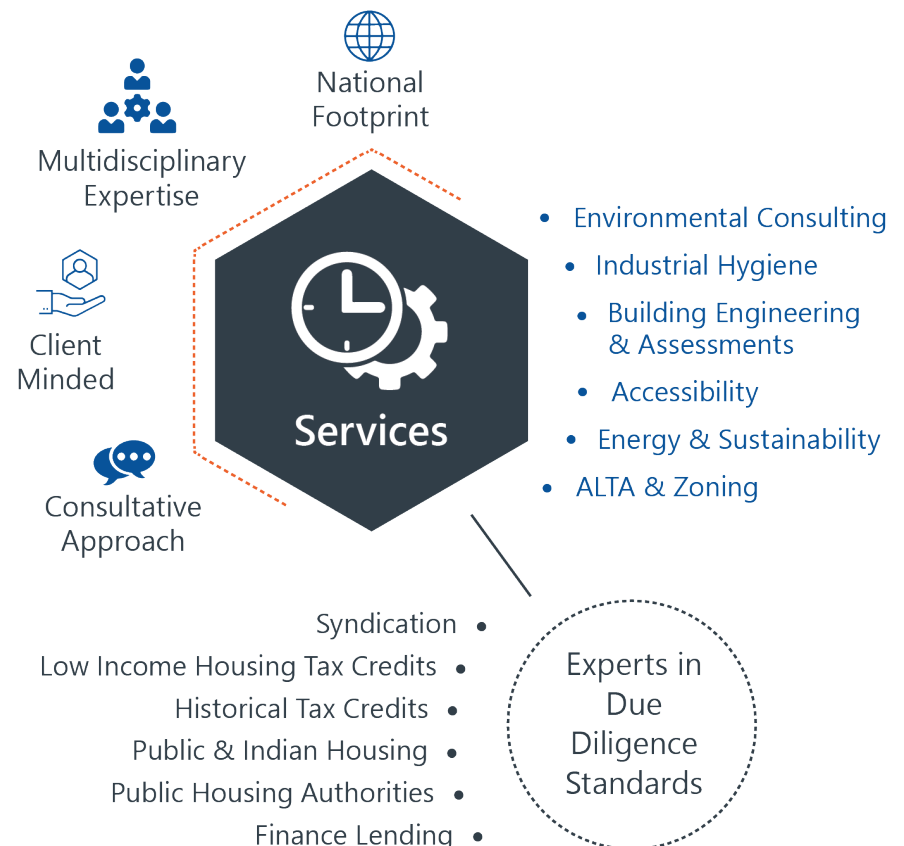 National
Footprint
Multidisciplinary
Expertise
Client
Minded
Consultative
Approach
Services
Environmental Consulting
Industrial Hygiene
Building Engineering
& Assessments
Accessibility
Energy & Sustainability
ALTA & Zoning
Syndication
Low Income Housing Tax Credits
Historical Tax Credits
Public & Indian Housing
Public Housing Authorities
Finance Lending
Experts in
Due
Diligence
Standards